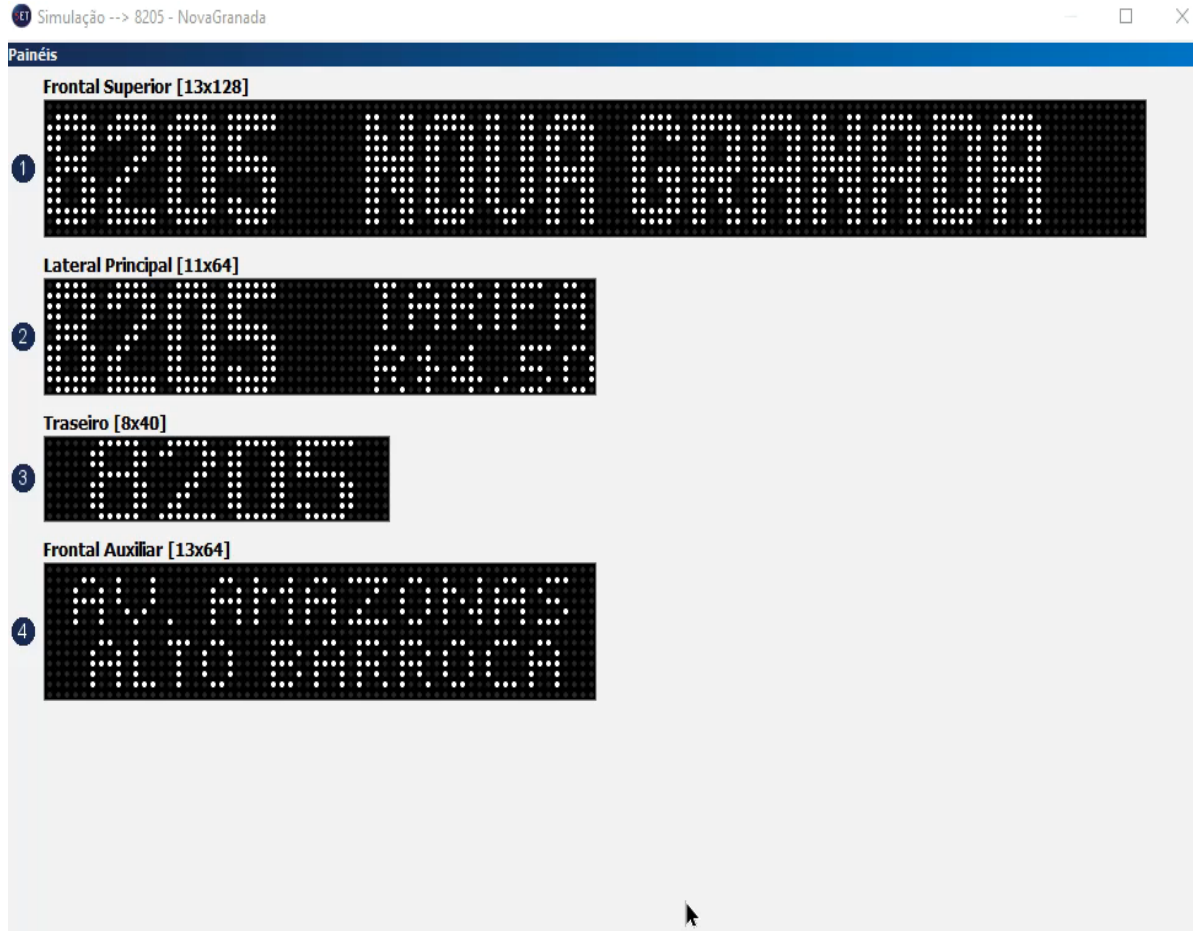 SET Simulação --> 8205 - NovaGranada
Painéis
Frontal Superior [13x128]
1
8205 NOVA GRANADA
Lateral Principal [11x64]
2
8205 TARIFA
R$4.50
Traseiro [8x40]
3
8205
Frontal Auxiliar [13x64]
4
AV. AMAZONAS
ALTO BARROCA